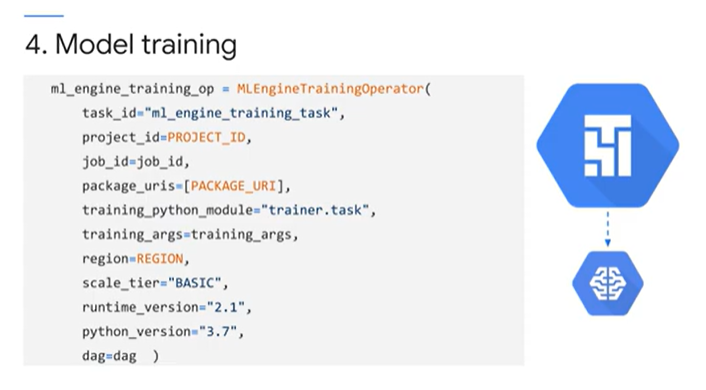 4. Model training
ml_engine_training_op = MLEngineTrainingOperator(
task_id="ml_engine_training_task",
project_id=PROJECT_ID,
job_id=job_id,
package_uris=[PACKAGE_URI],
training_python_module="trainer.task",
training_args=training_args,
region=REGION,
scale_tier="BASIC",
runtime_version="2.1",
python_version="3.7",
dag=dag )